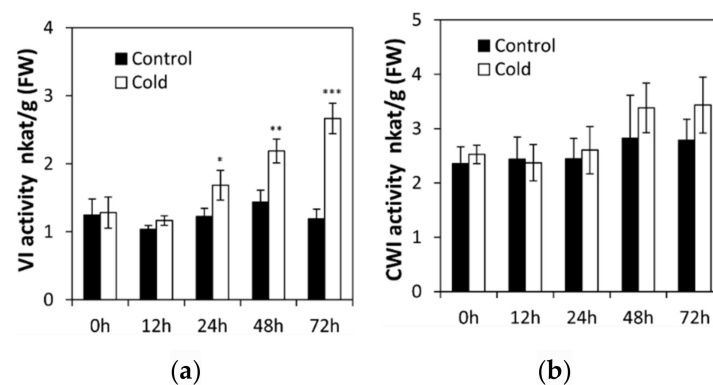 VI activity nkat/g (FW)
4
3
2
1
0
Control
Cold
*
**
***
0h 12h 24h 48h 72h
(a)
CWI activity nkat/g (FW)
5
4
3
2
1
0
Control
Cold
0h 12h 24h 48h 72h
(b)